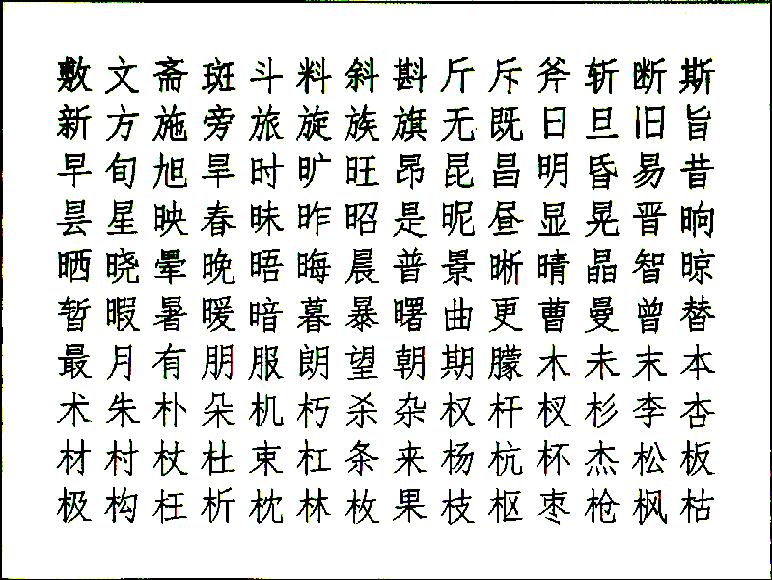 敷文斋斑斗料斜斟斤斥斧斩断斯
新方施旁旅旋族旗无既日旦旧旨
早旬旭旱时旷旺昂昆昌明昏易昔
昙星映春昧昨昭是昵昼显晃晋晌
晒晓晕晚晤晦晨普景晰晴晶智晾
暂暇暑暖暗暮暴曙曲更曹曼曾替
最月有朋服朗望朝期朦木未末本
术朱朴朵机朽杀杂权杆杈杉李杏
材村杖杜束杠条来杨杭杯杰松板
极构枉析枕林枚果枝枢枣枪枫枯